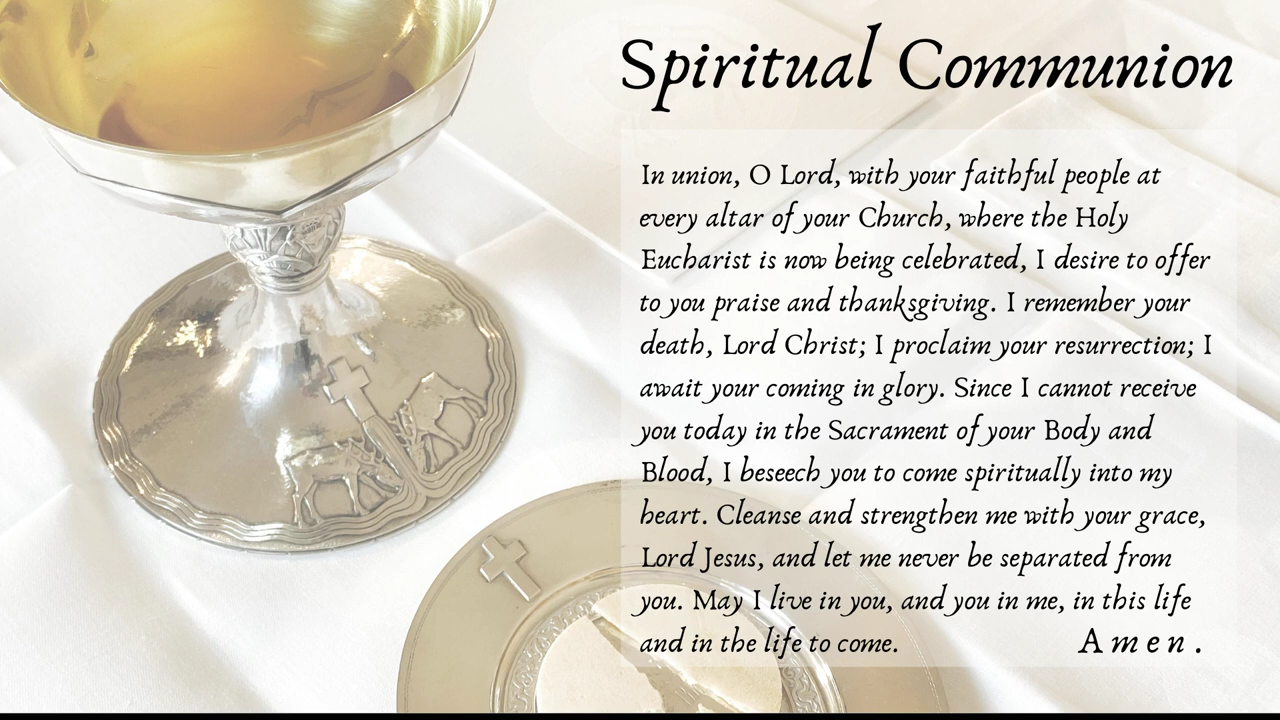 Spiritual Communion
In union, O Lord, with your faithful people at
every altar of your Church, where the Holy
Eucharist is now being celebrated, I desire to offer
to you praise and thanksgiving. I remember your
death, Lord Christ; I proclaim your resurrection; I
await your coming in glory. Since I cannot receive
you today in the Sacrament of your Body and
Blood, I beseech you to come spiritually into my
heart. Cleanse and strengthen me with your grace,
Lord Jesus, and let me never be separated from
you. May I live in you, and you in me, in this life
and in the life to come. Amen.